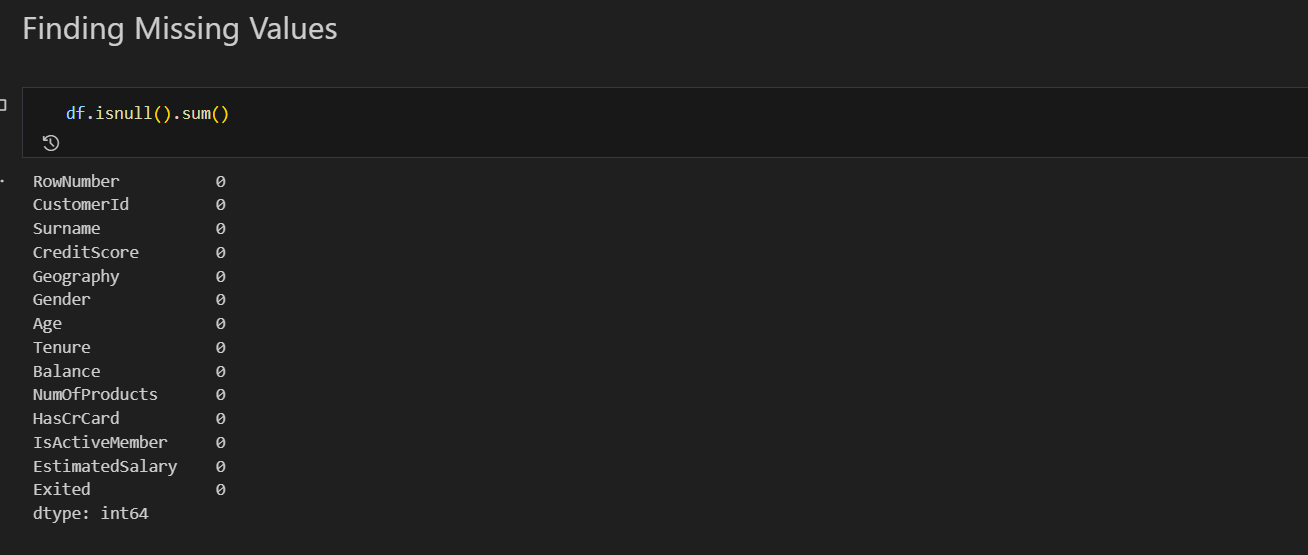 Finding Missing Values
df.isnull().sum()
RowNumber 0
CustomerId 0
Surname 0
CreditScore 0
Geography 0
Gender 0
Age 0
Tenure 0
Balance 0
NumOfProducts 0
HasCrCard 0
IsActiveMember 0
EstimatedSalary 0
Exited 0
dtype: int64